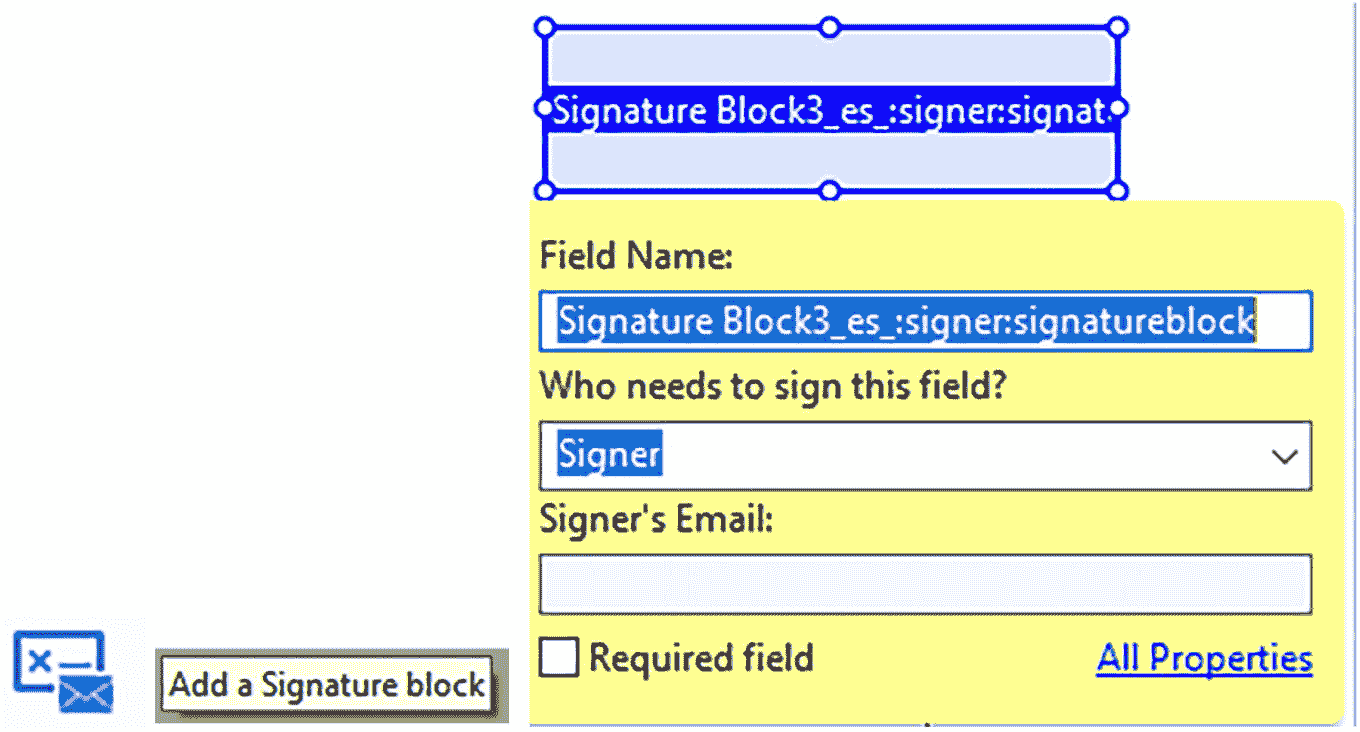 Signature Block3_es_:signer:signat
Field Name:
Signature Block3_es_:signer:signatureblock
Who needs to sign this field?
Signer
Signer's Email:
Required field
All Properties
Add a Signature block